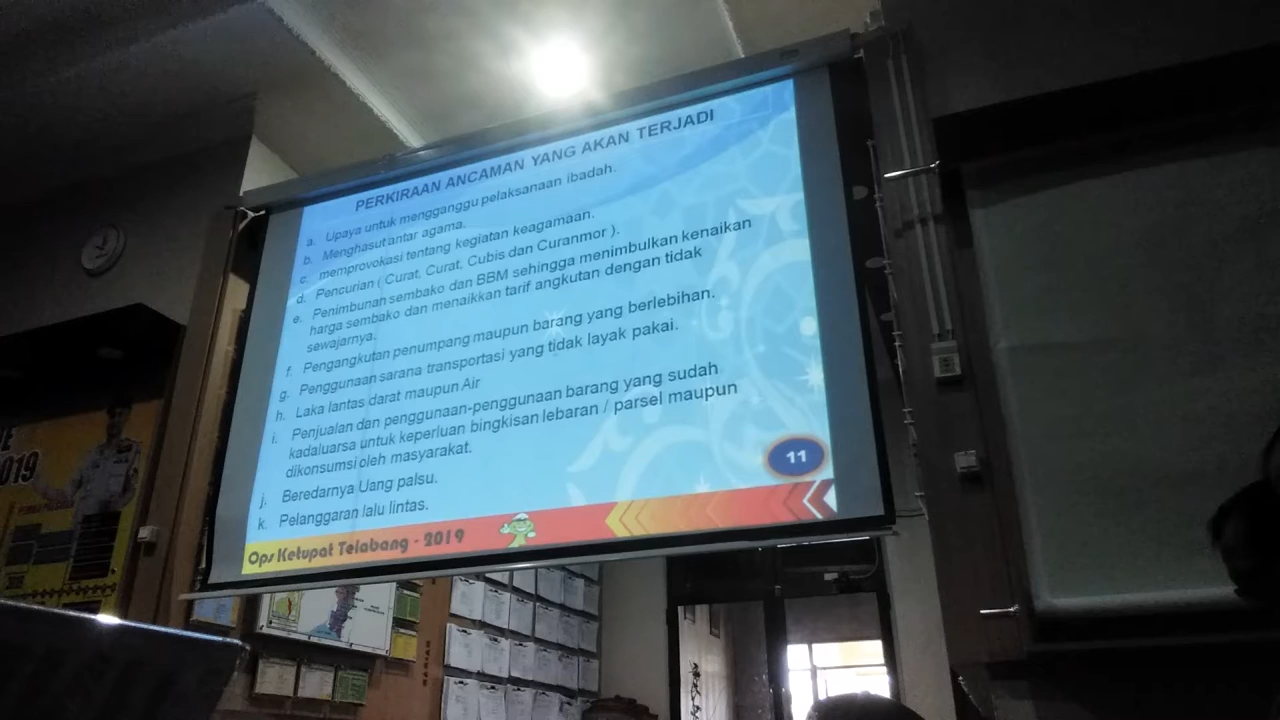 PERKIRAAN ANCAMAN YANG AKAN TERJADI
a. Upaya untuk mengganggu pelaksanaan ibadah.
b. Menghasut antar agama.
c. memprovokasi tentang kegiatan keagamaan.
d. Pencurian ( Curat, Curat, Cubis dan Curanmor ).
e. Penimbunan sembako dan BBM sehingga menimbulkan kenaikan
harga sembako dan menaikkan tarif angkutan dengan tidak
sewajarnya.
f. Pengangkutan penumpang maupun barang yang berlebihan.
g. Penggunaan sarana transportasi yang tidak layak pakai.
h. Laka lantas darat maupun Air
i. Penjualan dan penggunaan-penggunaan barang yang sudah
kadaluarsa untuk keperluan bingkisan lebaran / parsel maupun
dikonsumsi oleh masyarakat.
j. Beredarnya Uang palsu.
k. Pelanggaran lalu lintas.
11
Ops Ketupat Telabang - 2019
2019